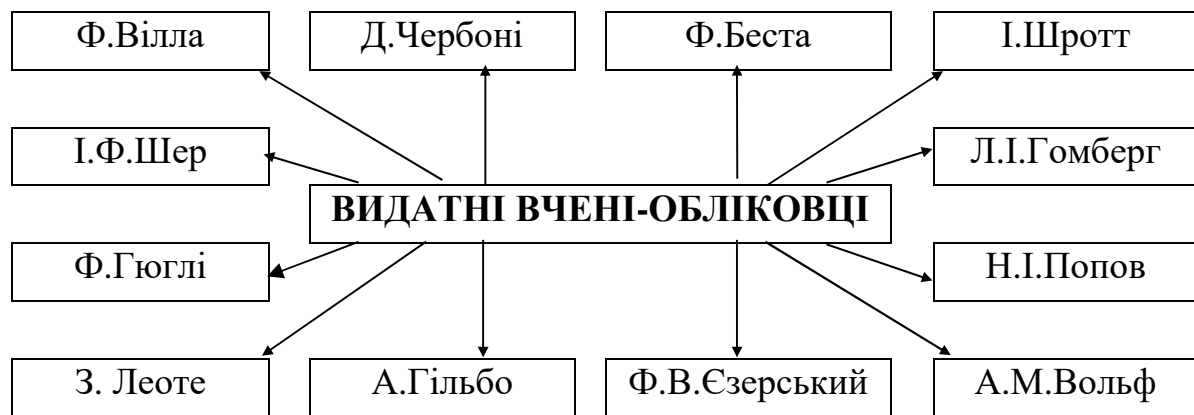 Ф.Вілла
Д.Чербоні
Ф.Беста
І.Шротт
І.Ф.Шер
Л.І.Гомберг
ВИДАТНІ ВЧЕНІ-ОБЛІКОВЦІ
Ф.Гюглі
Н.І.Попов
З. Леоте
А.Гільбо
Ф.В.Єзерський
А.М.Вольф